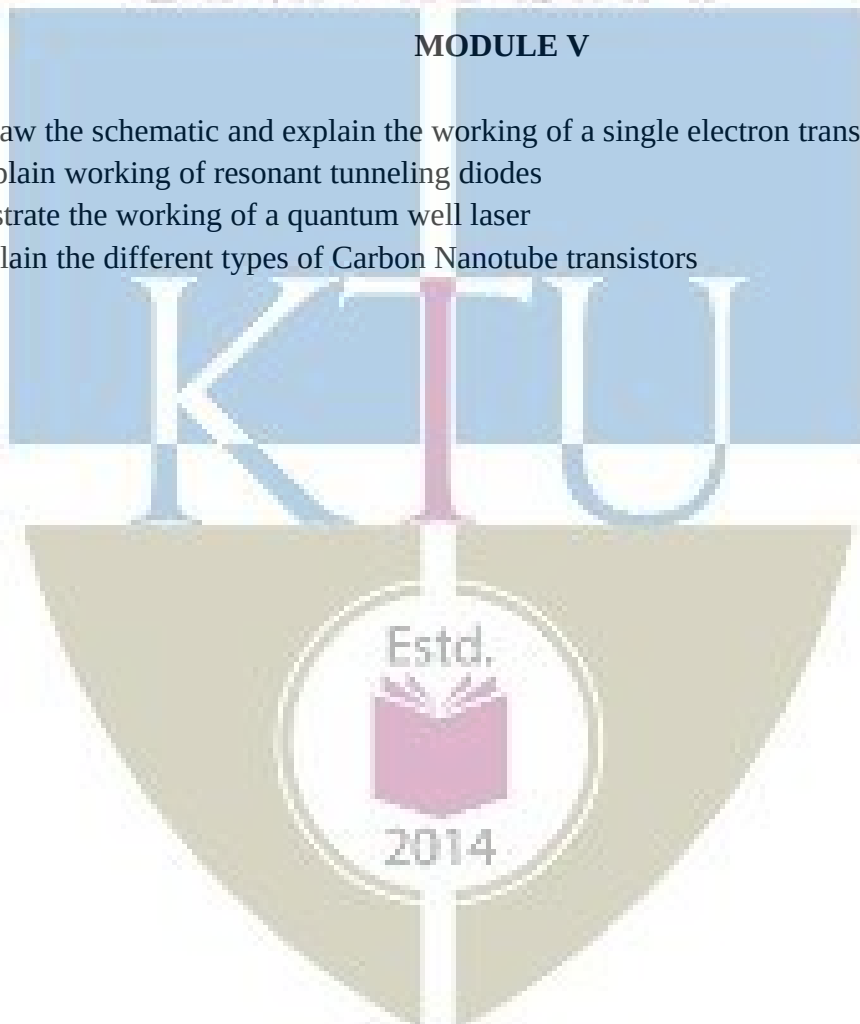 MODULE V
aw the schematic and explain the working of a single electron trans
plain working of resonant tunneling diodes
strate the working of a quantum well laser
lain the different types of Carbon Nanotube transistors
KTU
Estd.
2014